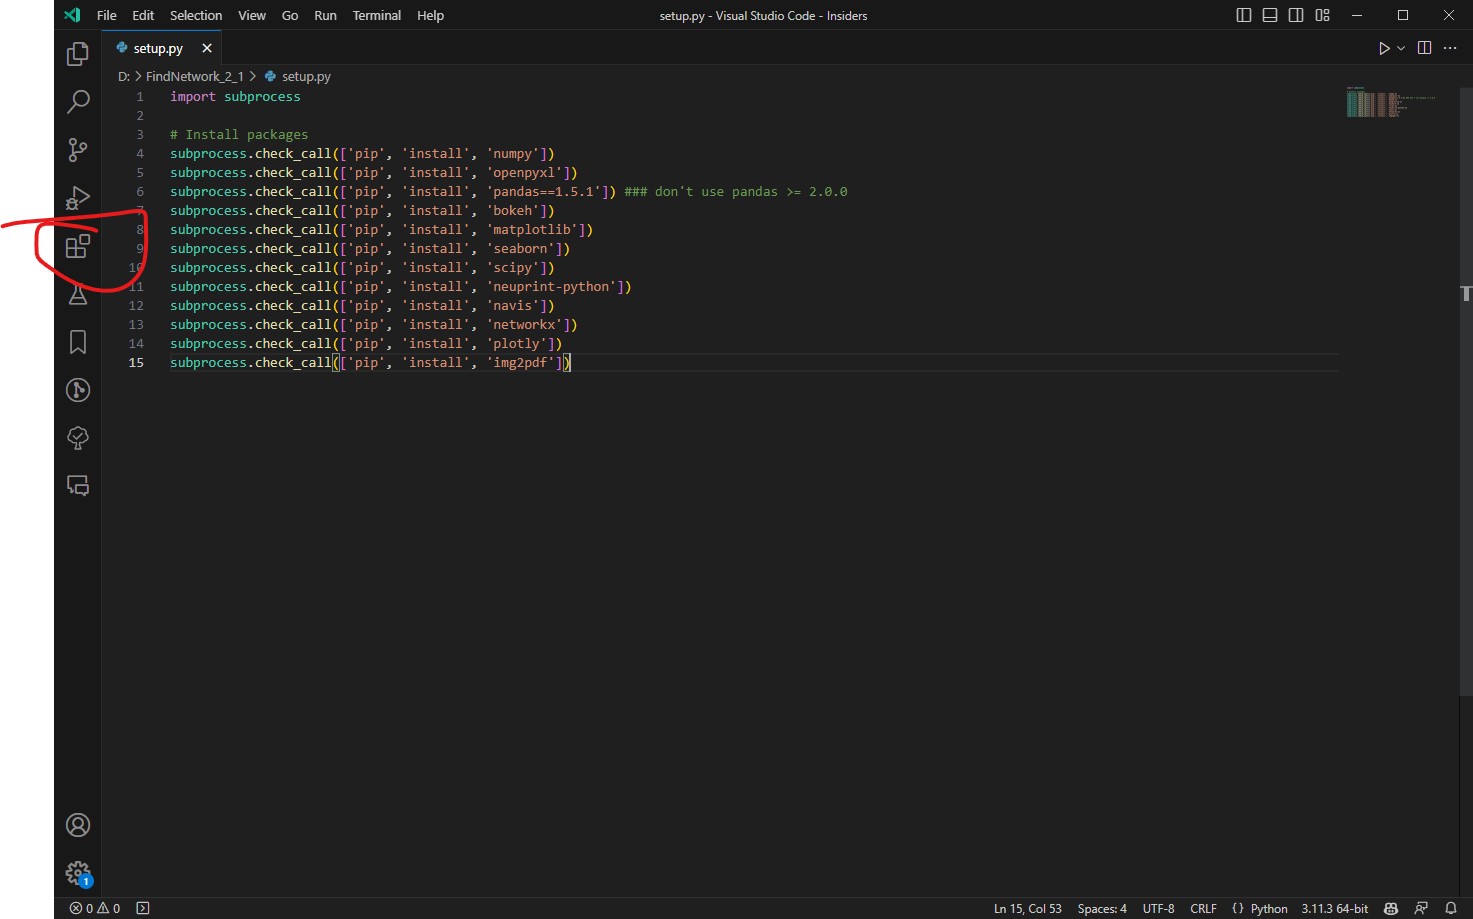 File Edit Selection View Go Run Terminal Help
setup.py - Visual Studio Code - Insiders
setup.py
D: > FindNetwork_2_1 > setup.py
1 import subprocess
2
3 # Install packages
4 subprocess.check_call(['pip', 'install', 'numpy'])
5 subprocess.check_call(['pip', 'install', 'openpyxl'])
6 subprocess.check_call(['pip', 'install', 'pandas==1.5.1']) ### don't use pandas >= 2.0.0
7 subprocess.check_call(['pip', 'install', 'bokeh'])
8 subprocess.check_call(['pip', 'install', 'matplotlib'])
9 subprocess.check_call(['pip', 'install', 'seaborn'])
10 subprocess.check_call(['pip', 'install', 'scipy'])
11 subprocess.check_call(['pip', 'install', 'neuprint-python'])
12 subprocess.check_call(['pip', 'install', 'navis'])
13 subprocess.check_call(['pip', 'install', 'networkx'])
14 subprocess.check_call(['pip', 'install', 'plotly'])
15 subprocess.check_call(['pip', 'install', 'img2pdf'])
1
0 0 Ln 15, Col 53 Spaces: 4 UTF-8 CRLF {} Python 3.11.3 64-bit